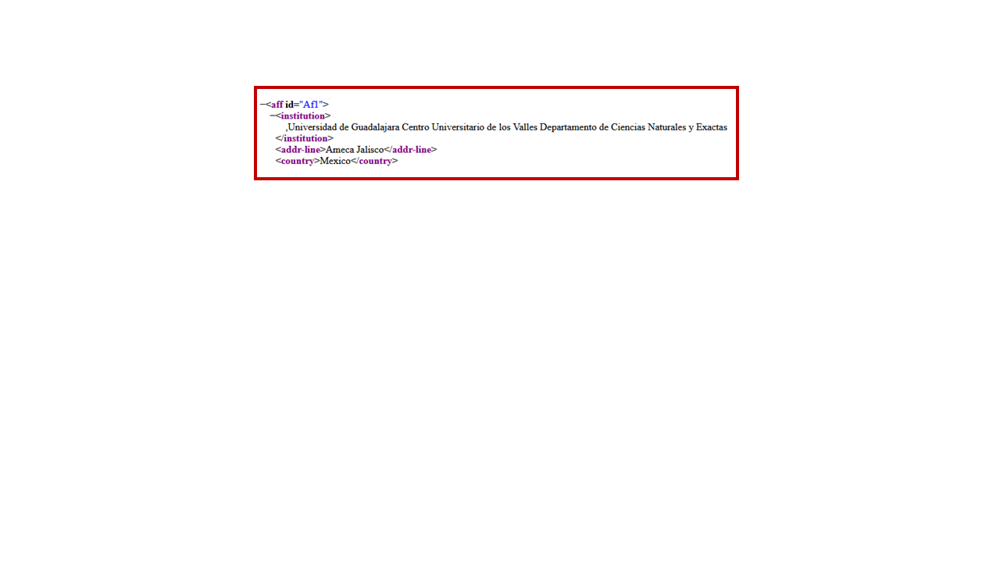 −<aff id="Af1">
−<institution>
,Universidad de Guadalajara Centro Universitario de los Valles Departamento de Ciencias Naturales y Exactas
</institution>
<addr-line>Ameca Jalisco</addr-line>
<country>Mexico</country>